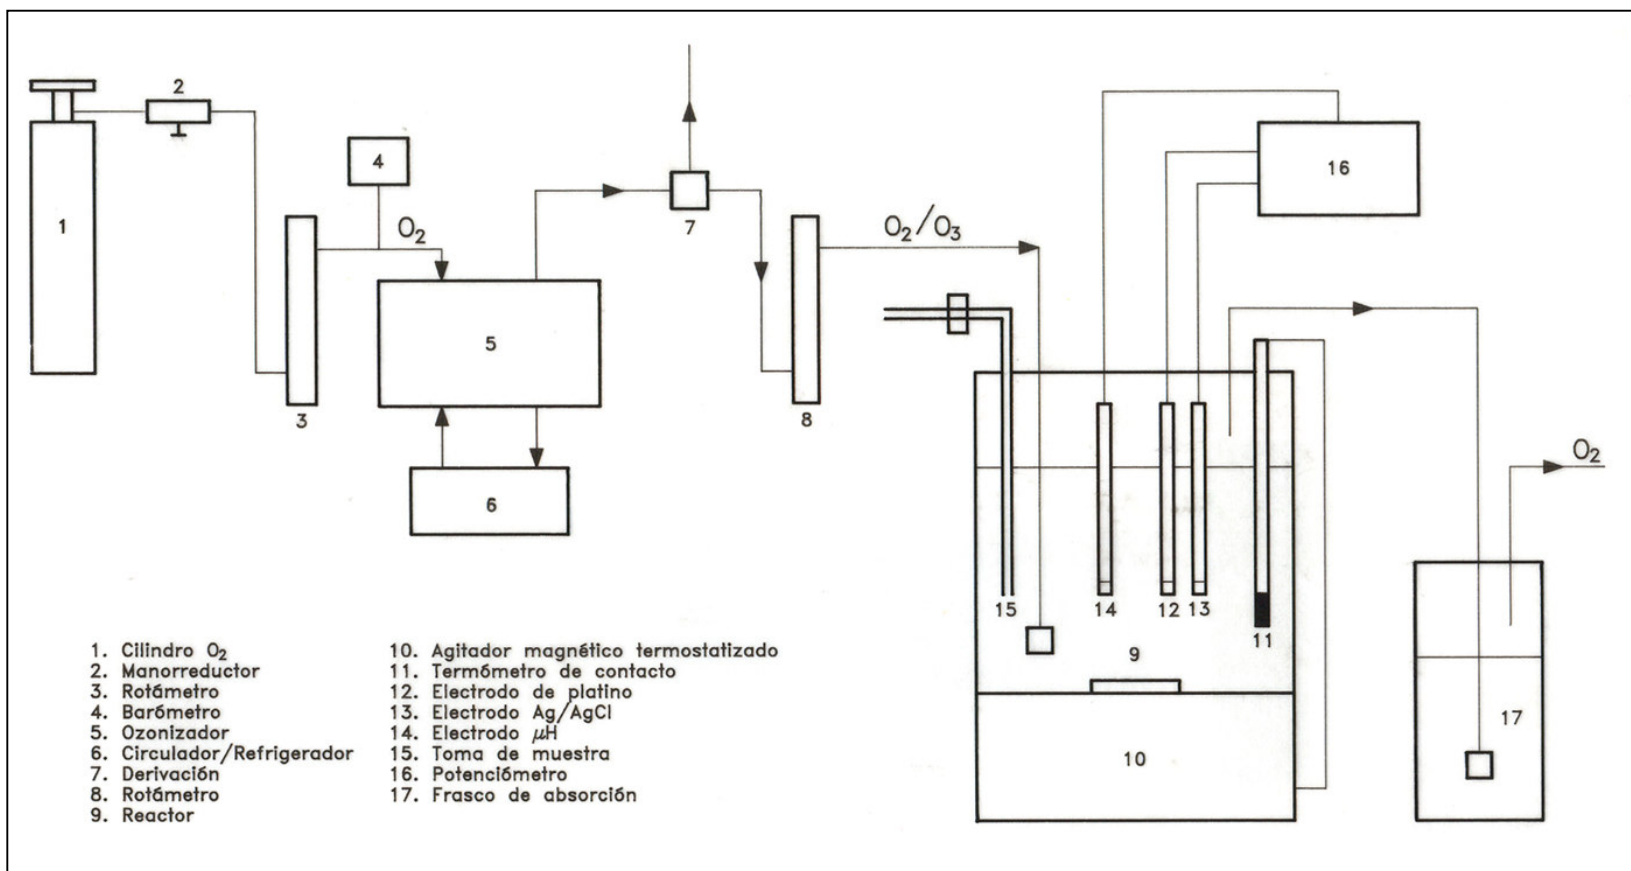 2
1
4
O₂
3
5
6
7
8
O₂/O₃
16
15
14
12
13
11
9
10
O₂
17
1. Cilindro O₂
2. Manorreductor
3. Rotámetro
4. Barómetro
5. Ozonizador
6. Circulador/Refrigerador
7. Derivación
8. Rotámetro
9. Reactor
10. Agitador magnético termostatizado
11. Termómetro de contacto
12. Electrodo de platino
13. Electrodo Ag/AgCl
14. Electrodo μH
15. Toma de muestra
16. Potenciómetro
17. Frasco de absorción